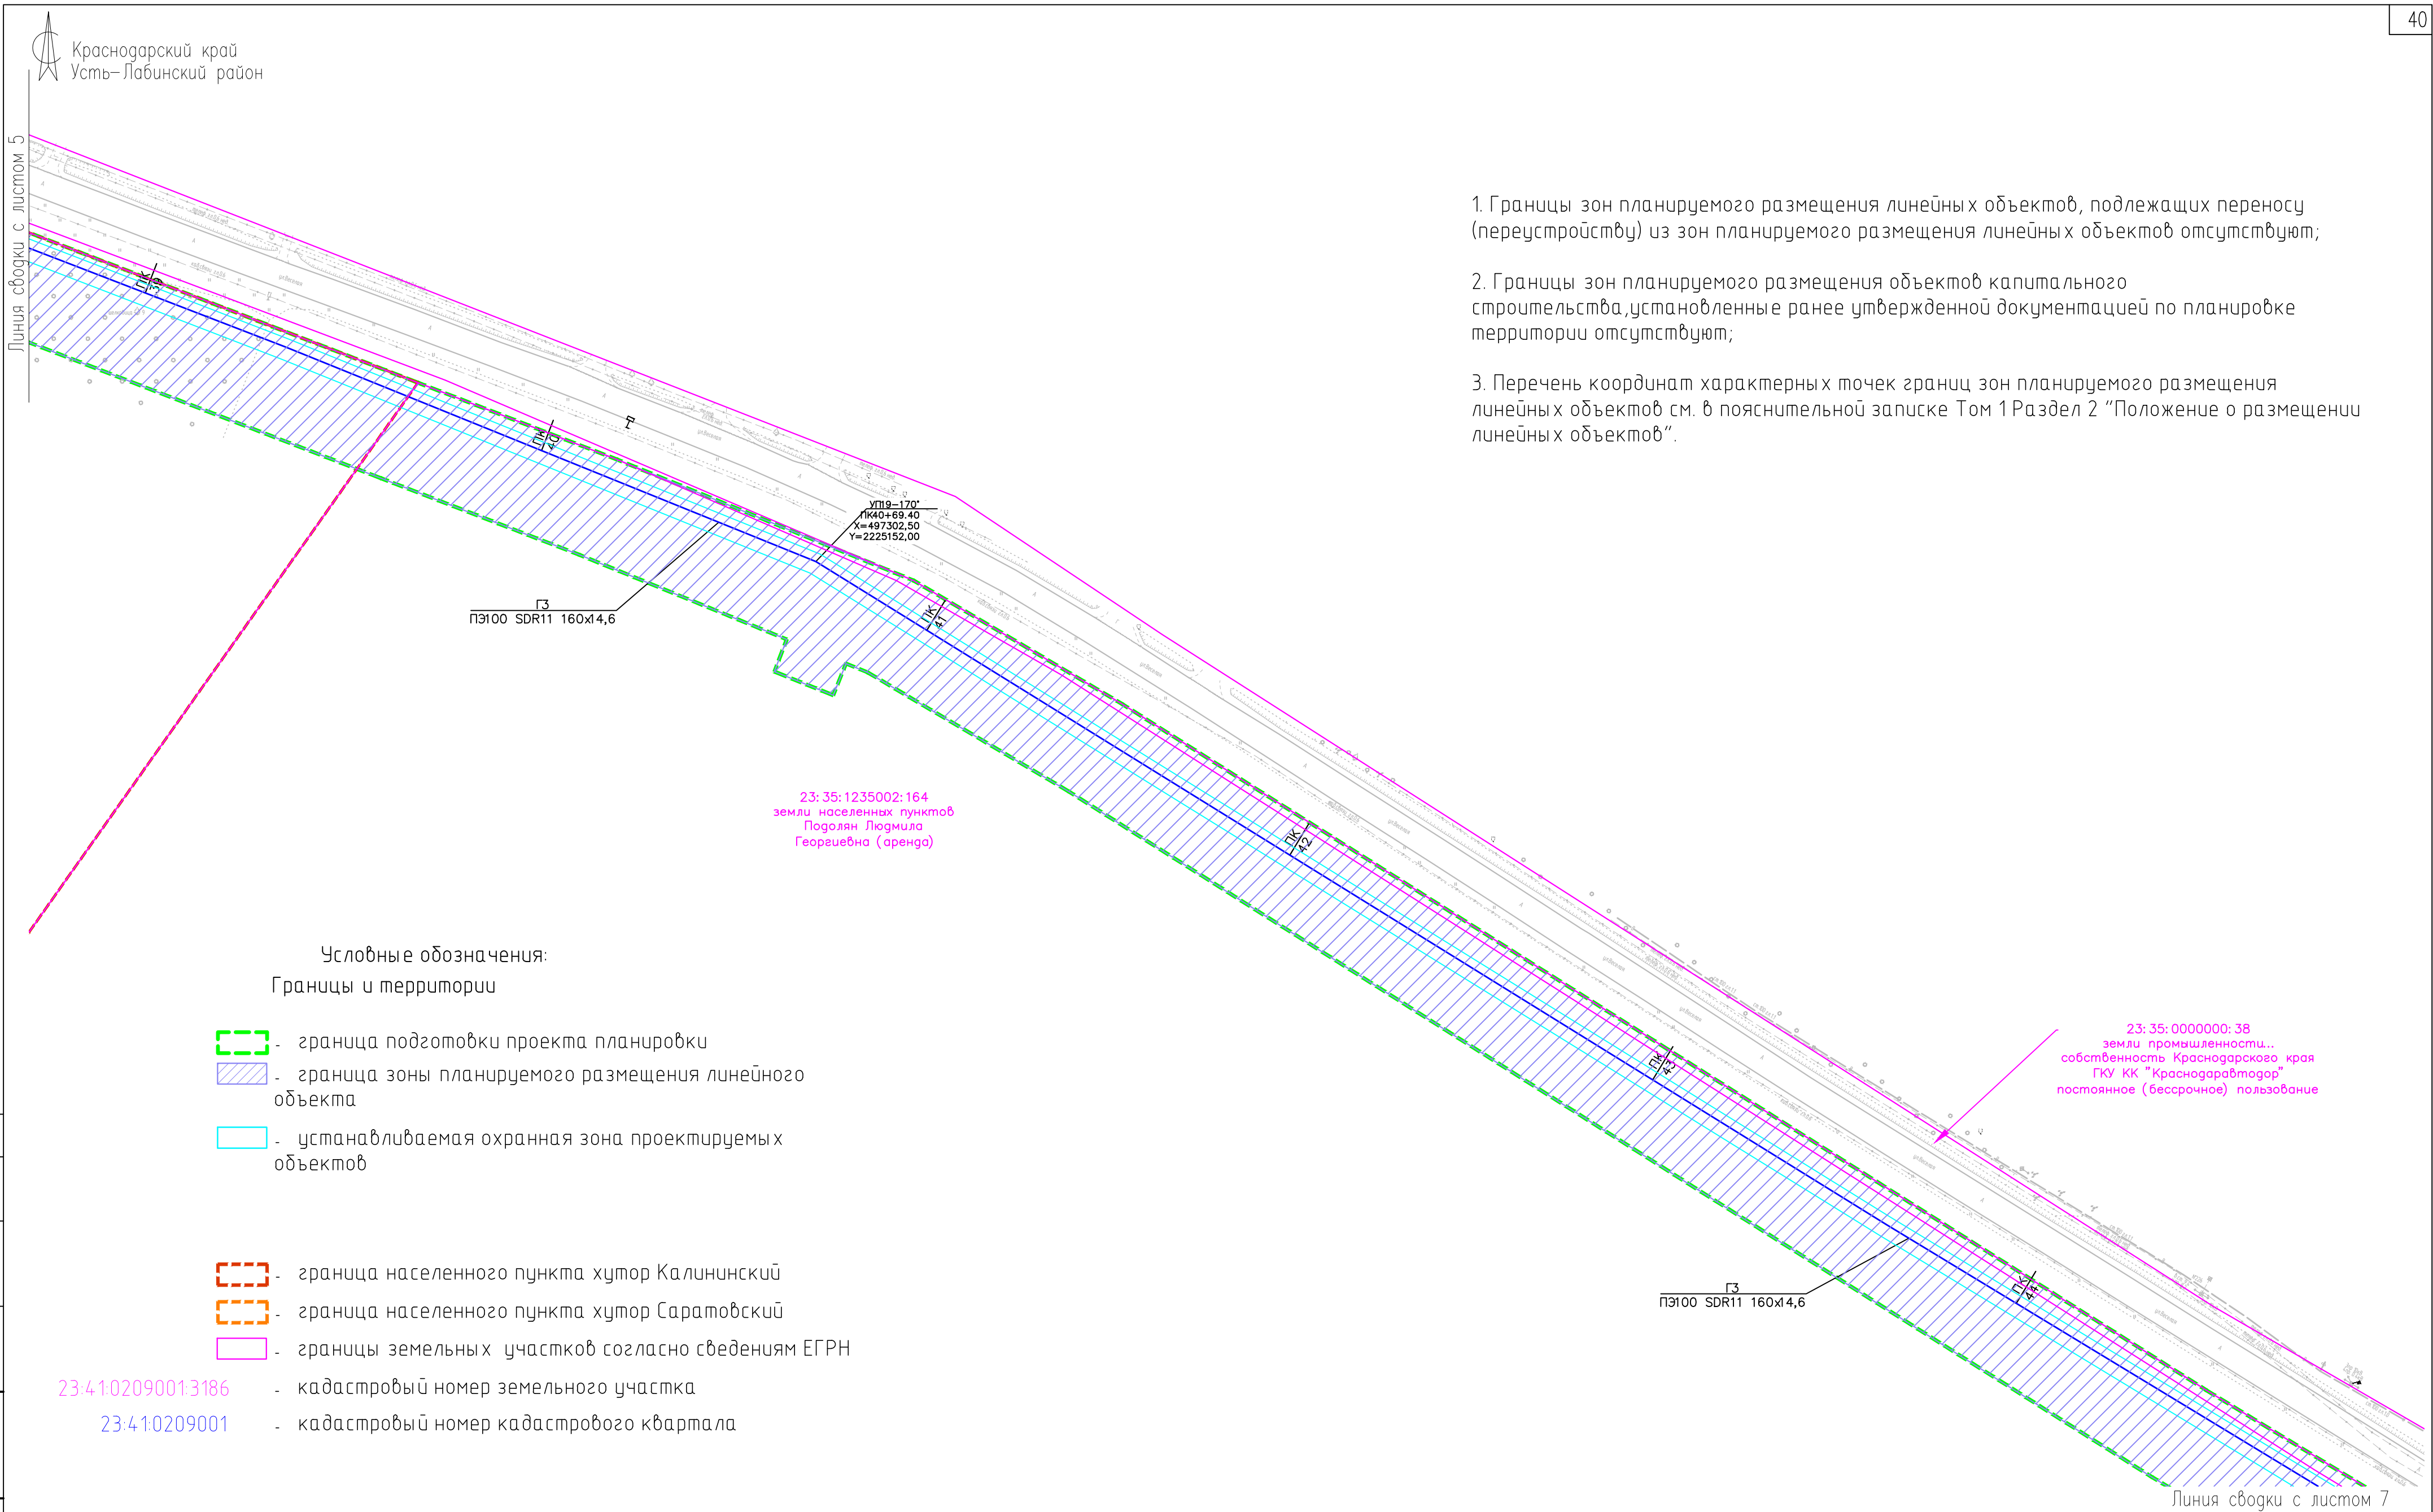 40
Краснодарский край
Усть-Лабинский район
Линия сводки с листом 5
1. Границы зон планируемого размещения линейных объектов, подлежащих переносу
(переустройству) из зон планируемого размещения линейных объектов отсутствуют;
2. Границы зон планируемого размещения объектов капитального
строительства,установленные ранее утвержденной документацией по планировке
территории отсутствуют;
3. Перечень координат характерных точек границ зон планируемого размещения
линейных объектов см. в пояснительной записке Том 1 Раздел 2 "Положение о размещении
линейных объектов".
ПК
39
ПК
40
УП19-170°
ПК40+69.40
X=497302,50
Y=2225152,00
Г3
ПЭ100 SDR11 160x14,6
ПК
41
23:35:1235002:164
земли населенных пунктов
Подолян Людмила
Георгиевна (аренда)
ПК
42
ПК
43
23:35:0000000:38
земли промышленности...
собственность Краснодарского края
ГКУ КК "Краснодаравтодор"
постоянное (бессрочное) пользование
Г3
ПЭ100 SDR11 160x14,6
ПК
44
Условные обозначения:
Границы и территории
- граница подготовки проекта планировки
- граница зоны планируемого размещения линейного
объекта
- устанавливаемая охранная зона проектируемых
объектов
- граница населенного пункта хутор Калининский
- граница населенного пункта хутор Саратовский
- границы земельных участков согласно сведениям ЕГРН
23:41:0209001:3186 - кадастровый номер земельного участка
23:41:0209001 - кадастровый номер кадастрового квартала
Линия сводки с листом 7